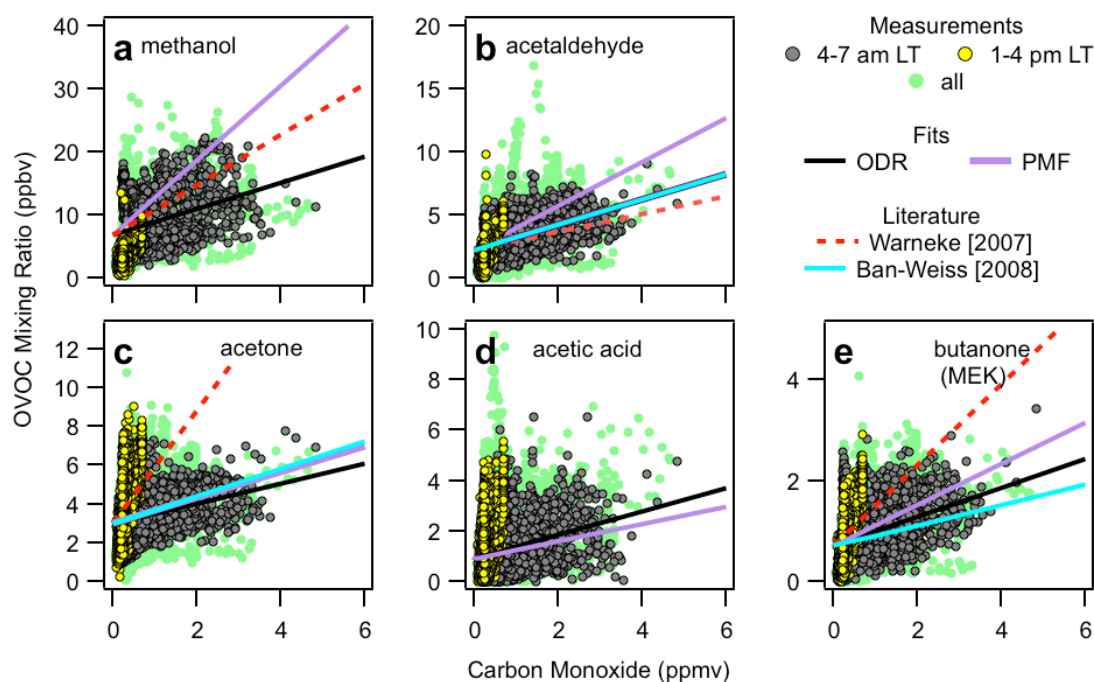 a methanol
40
30
20
10
0
b acetaldehyde
20
15
10
5
0
Measurements
4-7 am LT
1-4 pm LT
all
Fits
ODR
PMF
Literature
Warneke [2007]
Ban-Weiss [2008]
OVOC Mixing Ratio (ppbv)
c acetone
12
10
8
6
4
2
0
0 2 4 6
d acetic acid
10
8
6
4
2
0
0 2 4 6
e butanone
(MEK)
4
2
0
0 2 4 6
Carbon Monoxide (ppmv)